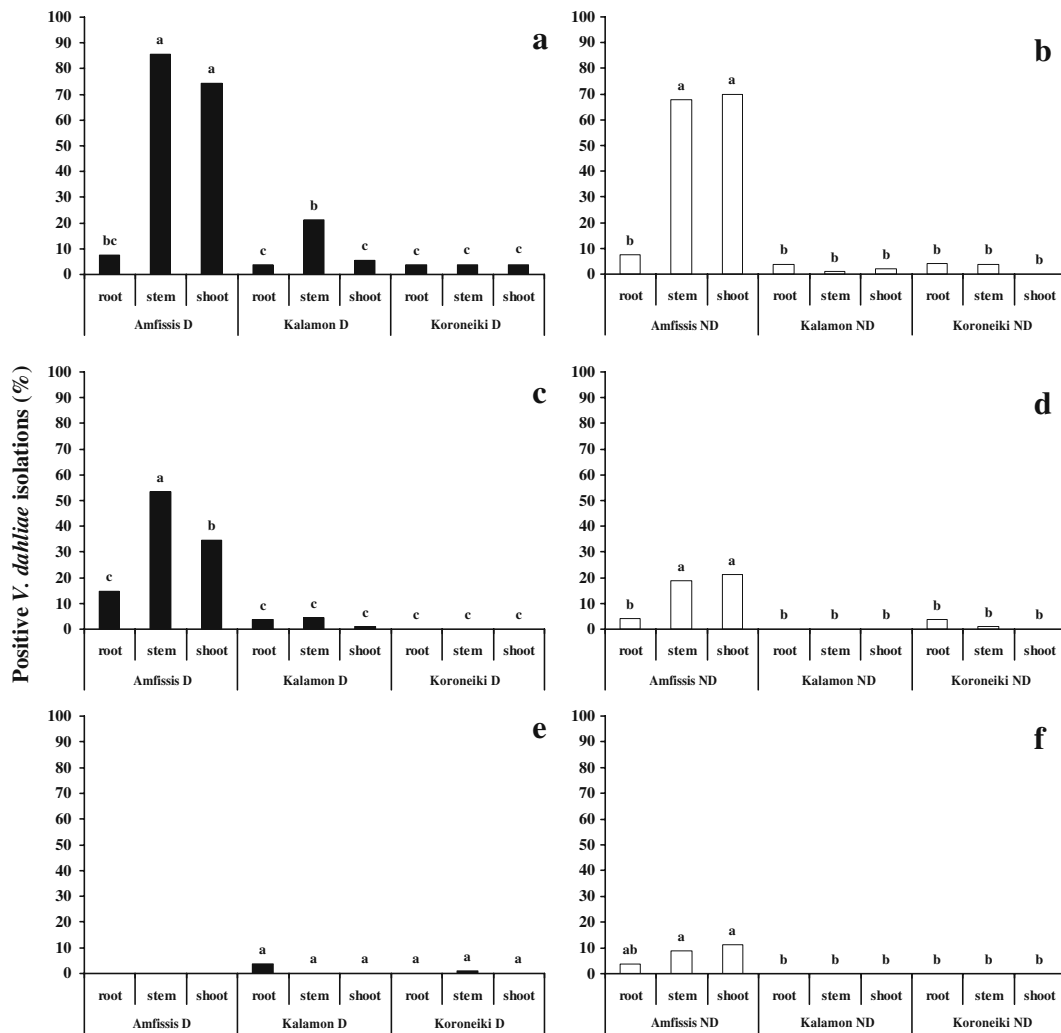 Positive V. dahliae isolations (%)
a
100
90
80
70
60
50
40
30
20
10
0
bc a a c b c c c c
root stem shoot root stem shoot root stem shoot
Amfissis D Kalamon D Koroneiki D
b
100
90
80
70
60
50
40
30
20
10
0
b a a b b b b b b
root stem shoot root stem shoot root stem shoot
Amfissis ND Kalamon ND Koroneiki ND
c
100
90
80
70
60
50
40
30
20
10
0
c a b c c c c c c
root stem shoot root stem shoot root stem shoot
Amfissis D Kalamon D Koroneiki D
d
100
90
80
70
60
50
40
30
20
10
0
b a a b b b b b b
root stem shoot root stem shoot root stem shoot
Amfissis ND Kalamon ND Koroneiki ND
e
100
90
80
70
60
50
40
30
20
10
0
a a a a a a
root stem shoot root stem shoot root stem shoot
Amfissis D Kalamon D Koroneiki D
f
100
90
80
70
60
50
40
30
20
10
0
ab a a b b b b b b
root stem shoot root stem shoot root stem shoot
Amfissis ND Kalamon ND Koroneiki ND